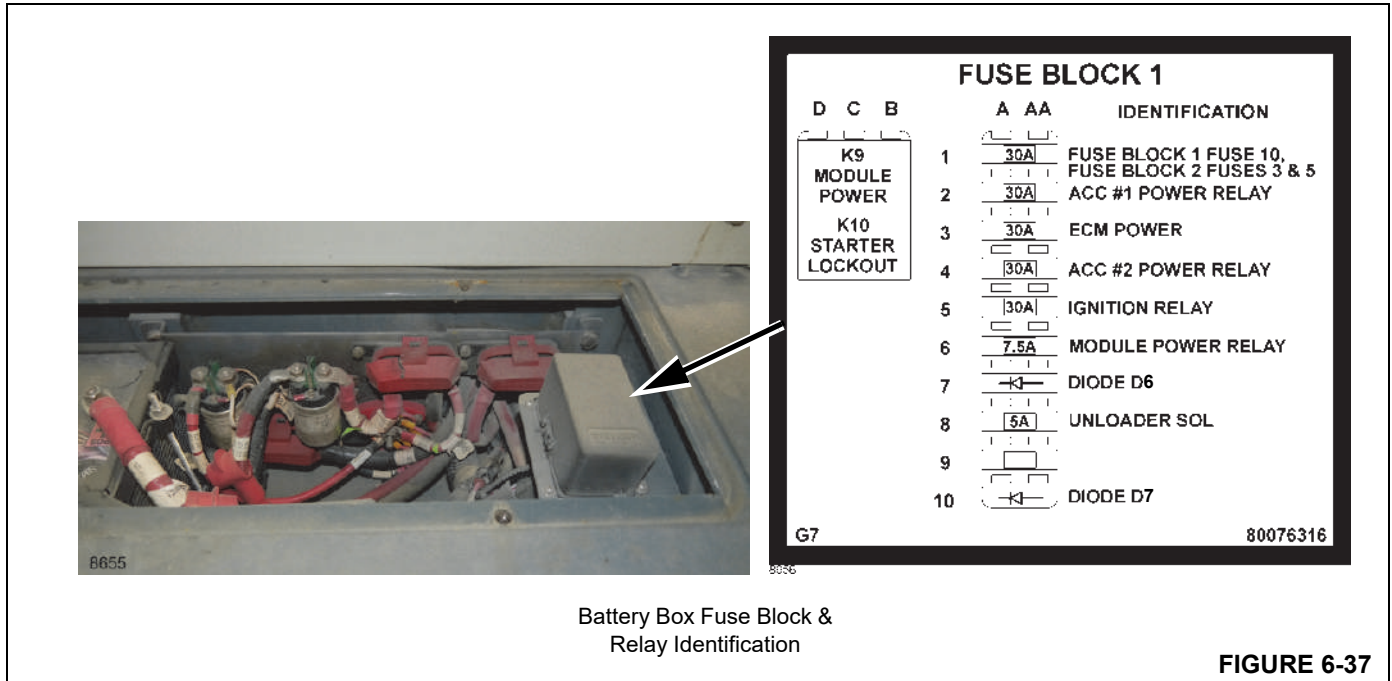 FUSE BLOCK 1
D C B
A AA IDENTIFICATION
K9
MODULE
POWER
K10
STARTER
LOCKOUT
1 30A FUSE BLOCK 1 FUSE 10,
FUSE BLOCK 2 FUSES 3 & 5
2 30A ACC #1 POWER RELAY
3 30A ECM POWER
4 30A ACC #2 POWER RELAY
5 30A IGNITION RELAY
6 7.5A MODULE POWER RELAY
7 DIODE D6
8 5A UNLOADER SOL
9
10 DIODE D7
G7 80076316
8655
Battery Box Fuse Block &
Relay Identification
FIGURE 6-37